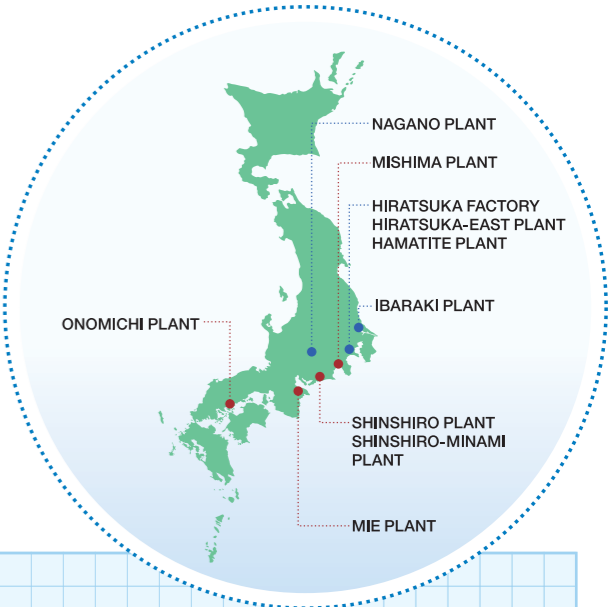 NAGANO PLANT
MISHIMA PLANT
HIRATSUKA FACTORY
HIRATSUKA-EAST PLANT
HAMATITE PLANT
IBARAKI PLANT
ONOMICHI PLANT
SHINSHIRO PLANT
SHINSHIRO-MINAMI
PLANT
MIE PLANT